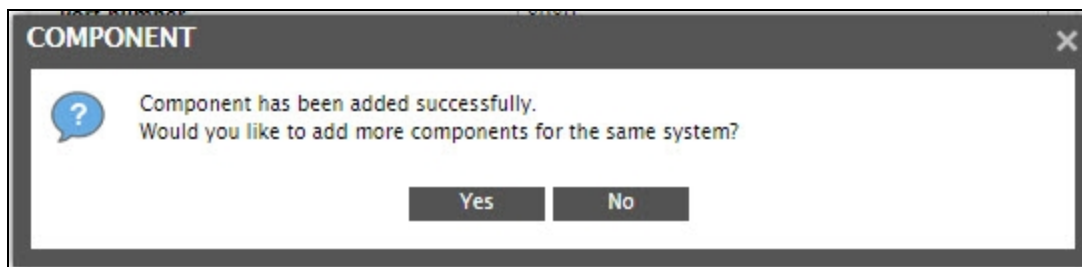 COMPONENT
Component has been added successfully.
Would you like to add more components for the same system?
Yes No